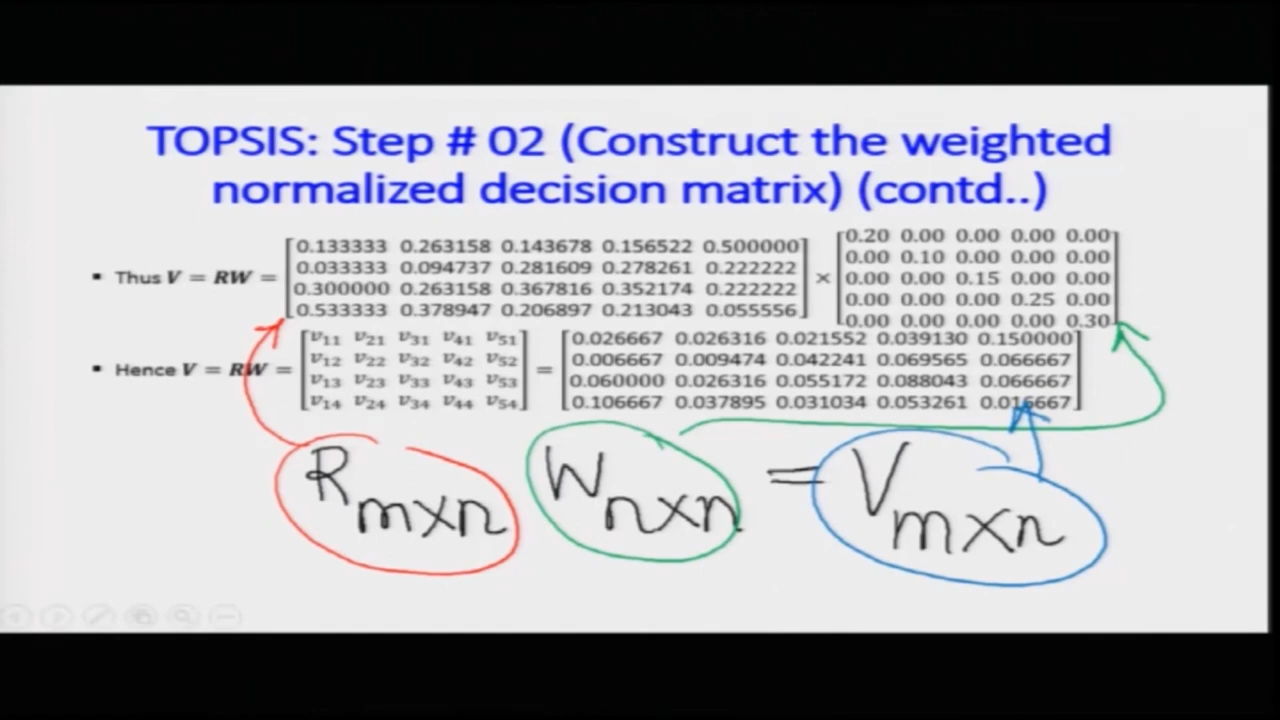 TOPSIS: Step # 02 (Construct the weighted
normalized decision matrix) (contd..)
▪ Thus V = RW = [0.133333 0.263158 0.143678 0.156522 0.500000] × [0.20 0.00 0.00 0.00 0.00]
[0.033333 0.094737 0.281609 0.278261 0.222222] [0.00 0.10 0.00 0.00 0.00]
[0.300000 0.263158 0.367816 0.352174 0.222222] [0.00 0.00 0.15 0.00 0.00]
[0.533333 0.378947 0.206897 0.213043 0.055556] [0.00 0.00 0.00 0.25 0.00]
[0.00 0.00 0.00 0.00 0.30]
▪ Hence V = RW = [v11 v21 v31 v41 v51] = [0.026667 0.026316 0.021552 0.039130 0.150000]
[v12 v22 v32 v42 v52] [0.006667 0.009474 0.042241 0.069565 0.066667]
[v13 v23 v33 v43 v53] [0.060000 0.026316 0.055172 0.088043 0.066667]
[v14 v24 v34 v44 v54] [0.106667 0.037895 0.031034 0.053261 0.016667]
R m×n W n×n = V m×n